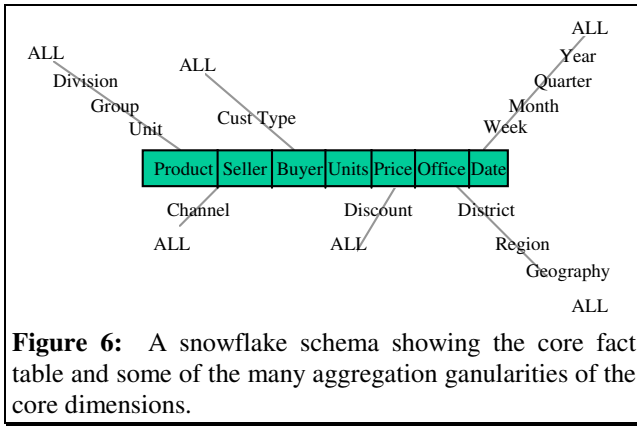 ALL
Division
Group
Unit
ALL
Cust Type
ALL
Year
Quarter
Month
Week
Product Seller Buyer Units Price Office Date
Channel
ALL
Discount
ALL
District
Region
Geography
ALL
Figure 6: A snowflake schema showing the core fact
table and some of the many aggregation ganularities of the
core dimensions.